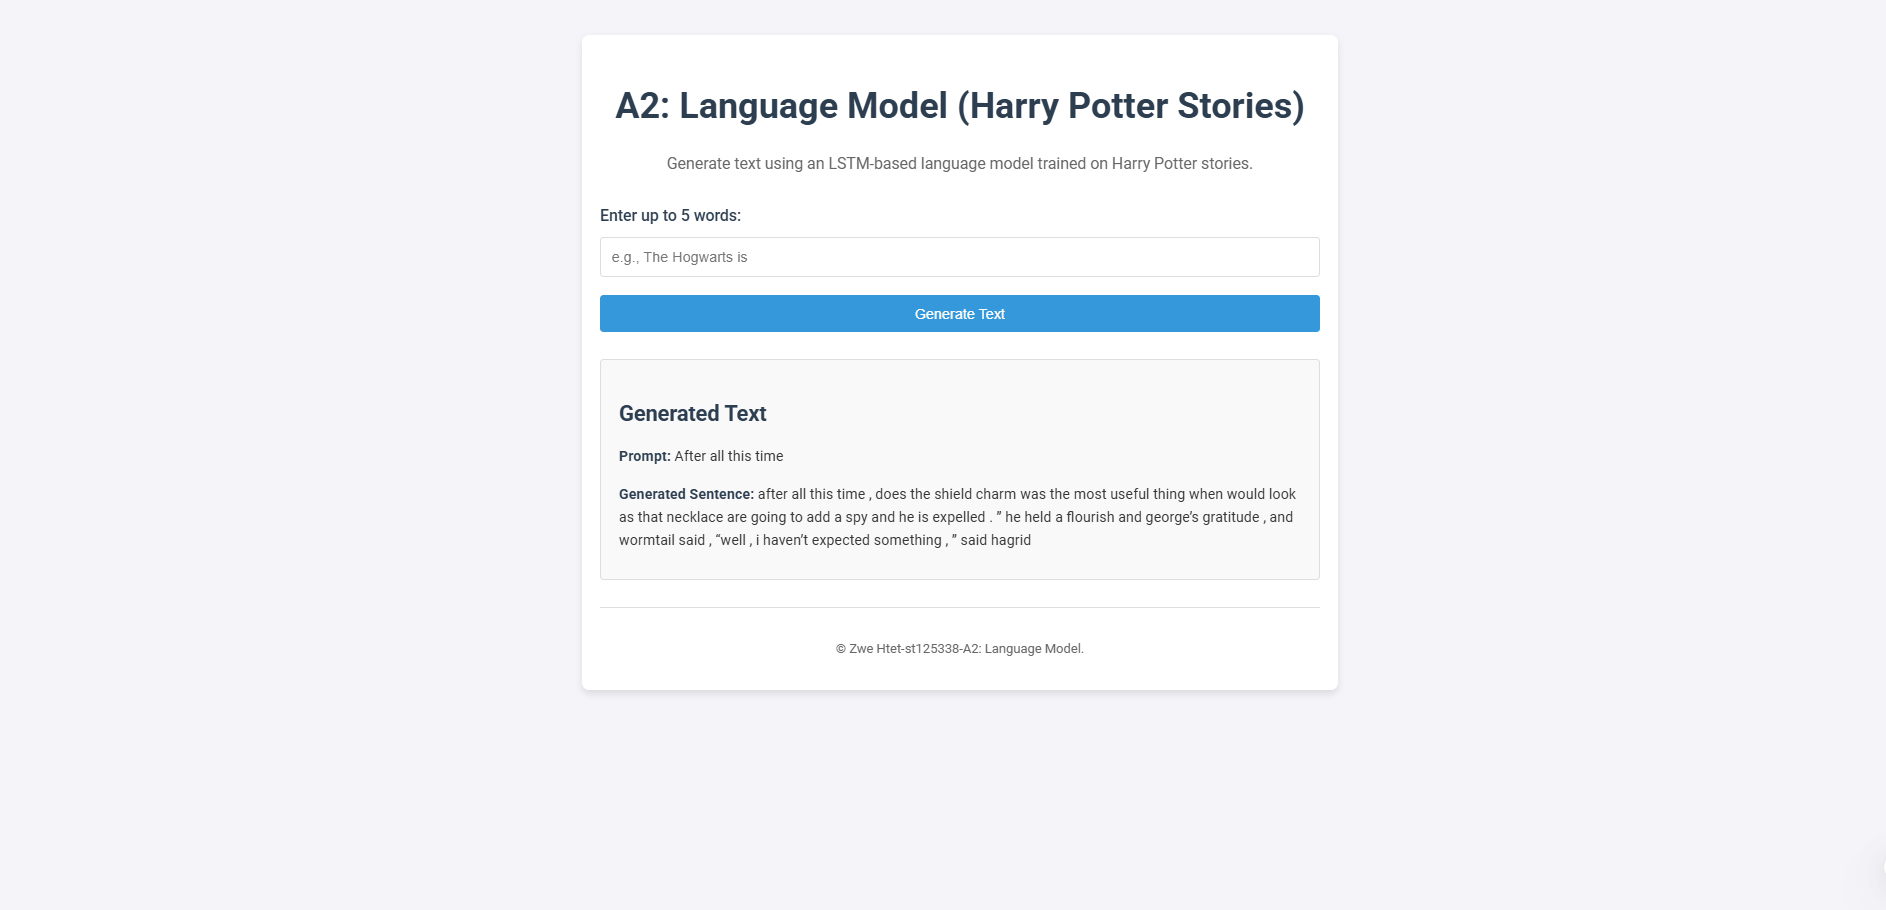 A2: Language Model (Harry Potter Stories)
Generate text using an LSTM-based language model trained on Harry Potter stories.
Enter up to 5 words:
e.g., The Hogwarts is
Generate Text
Generated Text
Prompt: After all this time
Generated Sentence: after all this time , does the shield charm was the most useful thing when would look
as that necklace are going to add a spy and he is expelled . ” he held a flourish and george’s gratitude , and
wormtail said , “well , i haven’t expected something , ” said hagrid
© Zwe Htet-st125338-A2: Language Model.